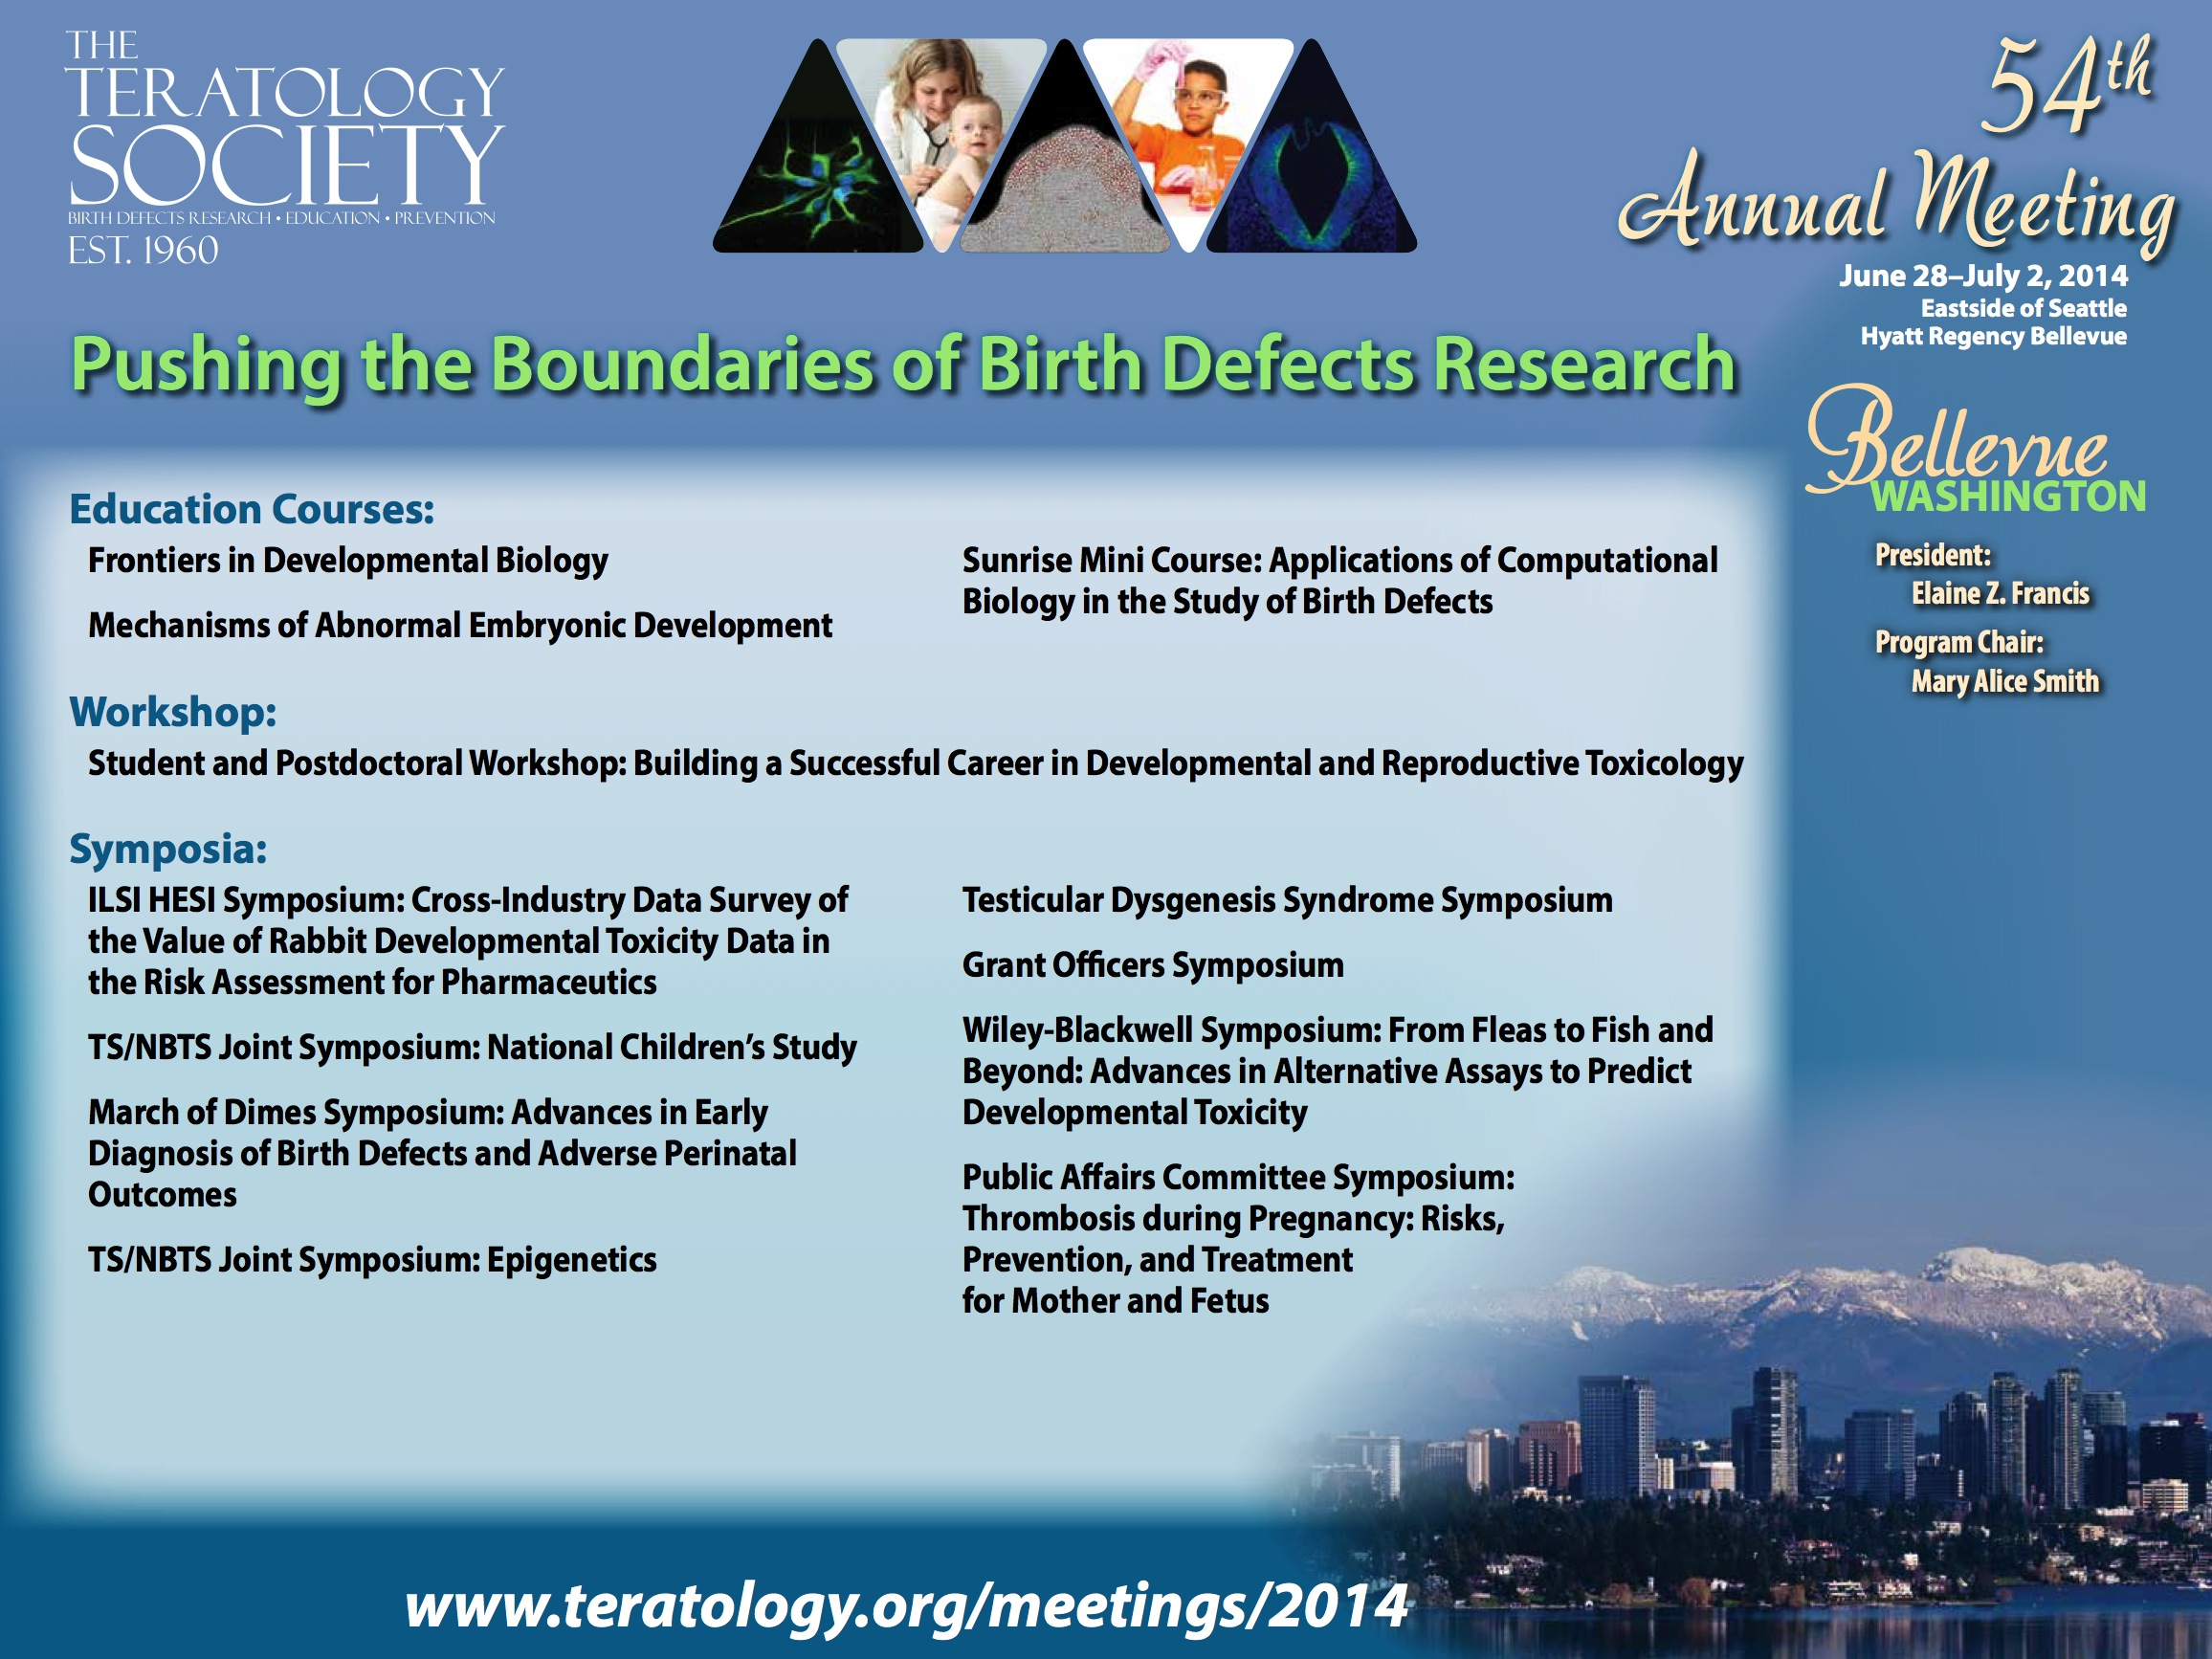 THE
TERATOLOGY
SOCIETY
BIRTH DEFECTS RESEARCH • EDUCATION • PREVENTION
EST. 1960
54th
Annual Meeting
June 28–July 2, 2014
Eastside of Seattle
Hyatt Regency Bellevue
Pushing the Boundaries of Birth Defects Research
Bellevue
WASHINGTON
President:
Elaine Z. Francis
Program Chair:
Mary Alice Smith
Education Courses:
Frontiers in Developmental Biology
Mechanisms of Abnormal Embryonic Development
Sunrise Mini Course: Applications of Computational
Biology in the Study of Birth Defects
Workshop:
Student and Postdoctoral Workshop: Building a Successful Career in Developmental and Reproductive Toxicology
Symposia:
ILSI HESI Symposium: Cross-Industry Data Survey of
the Value of Rabbit Developmental Toxicity Data in
the Risk Assessment for Pharmaceutics
TS/NBTS Joint Symposium: National Children’s Study
March of Dimes Symposium: Advances in Early
Diagnosis of Birth Defects and Adverse Perinatal
Outcomes
TS/NBTS Joint Symposium: Epigenetics
Testicular Dysgenesis Syndrome Symposium
Grant Officers Symposium
Wiley-Blackwell Symposium: From Fleas to Fish and
Beyond: Advances in Alternative Assays to Predict
Developmental Toxicity
Public Affairs Committee Symposium:
Thrombosis during Pregnancy: Risks,
Prevention, and Treatment
for Mother and Fetus
www.teratology.org/meetings/2014